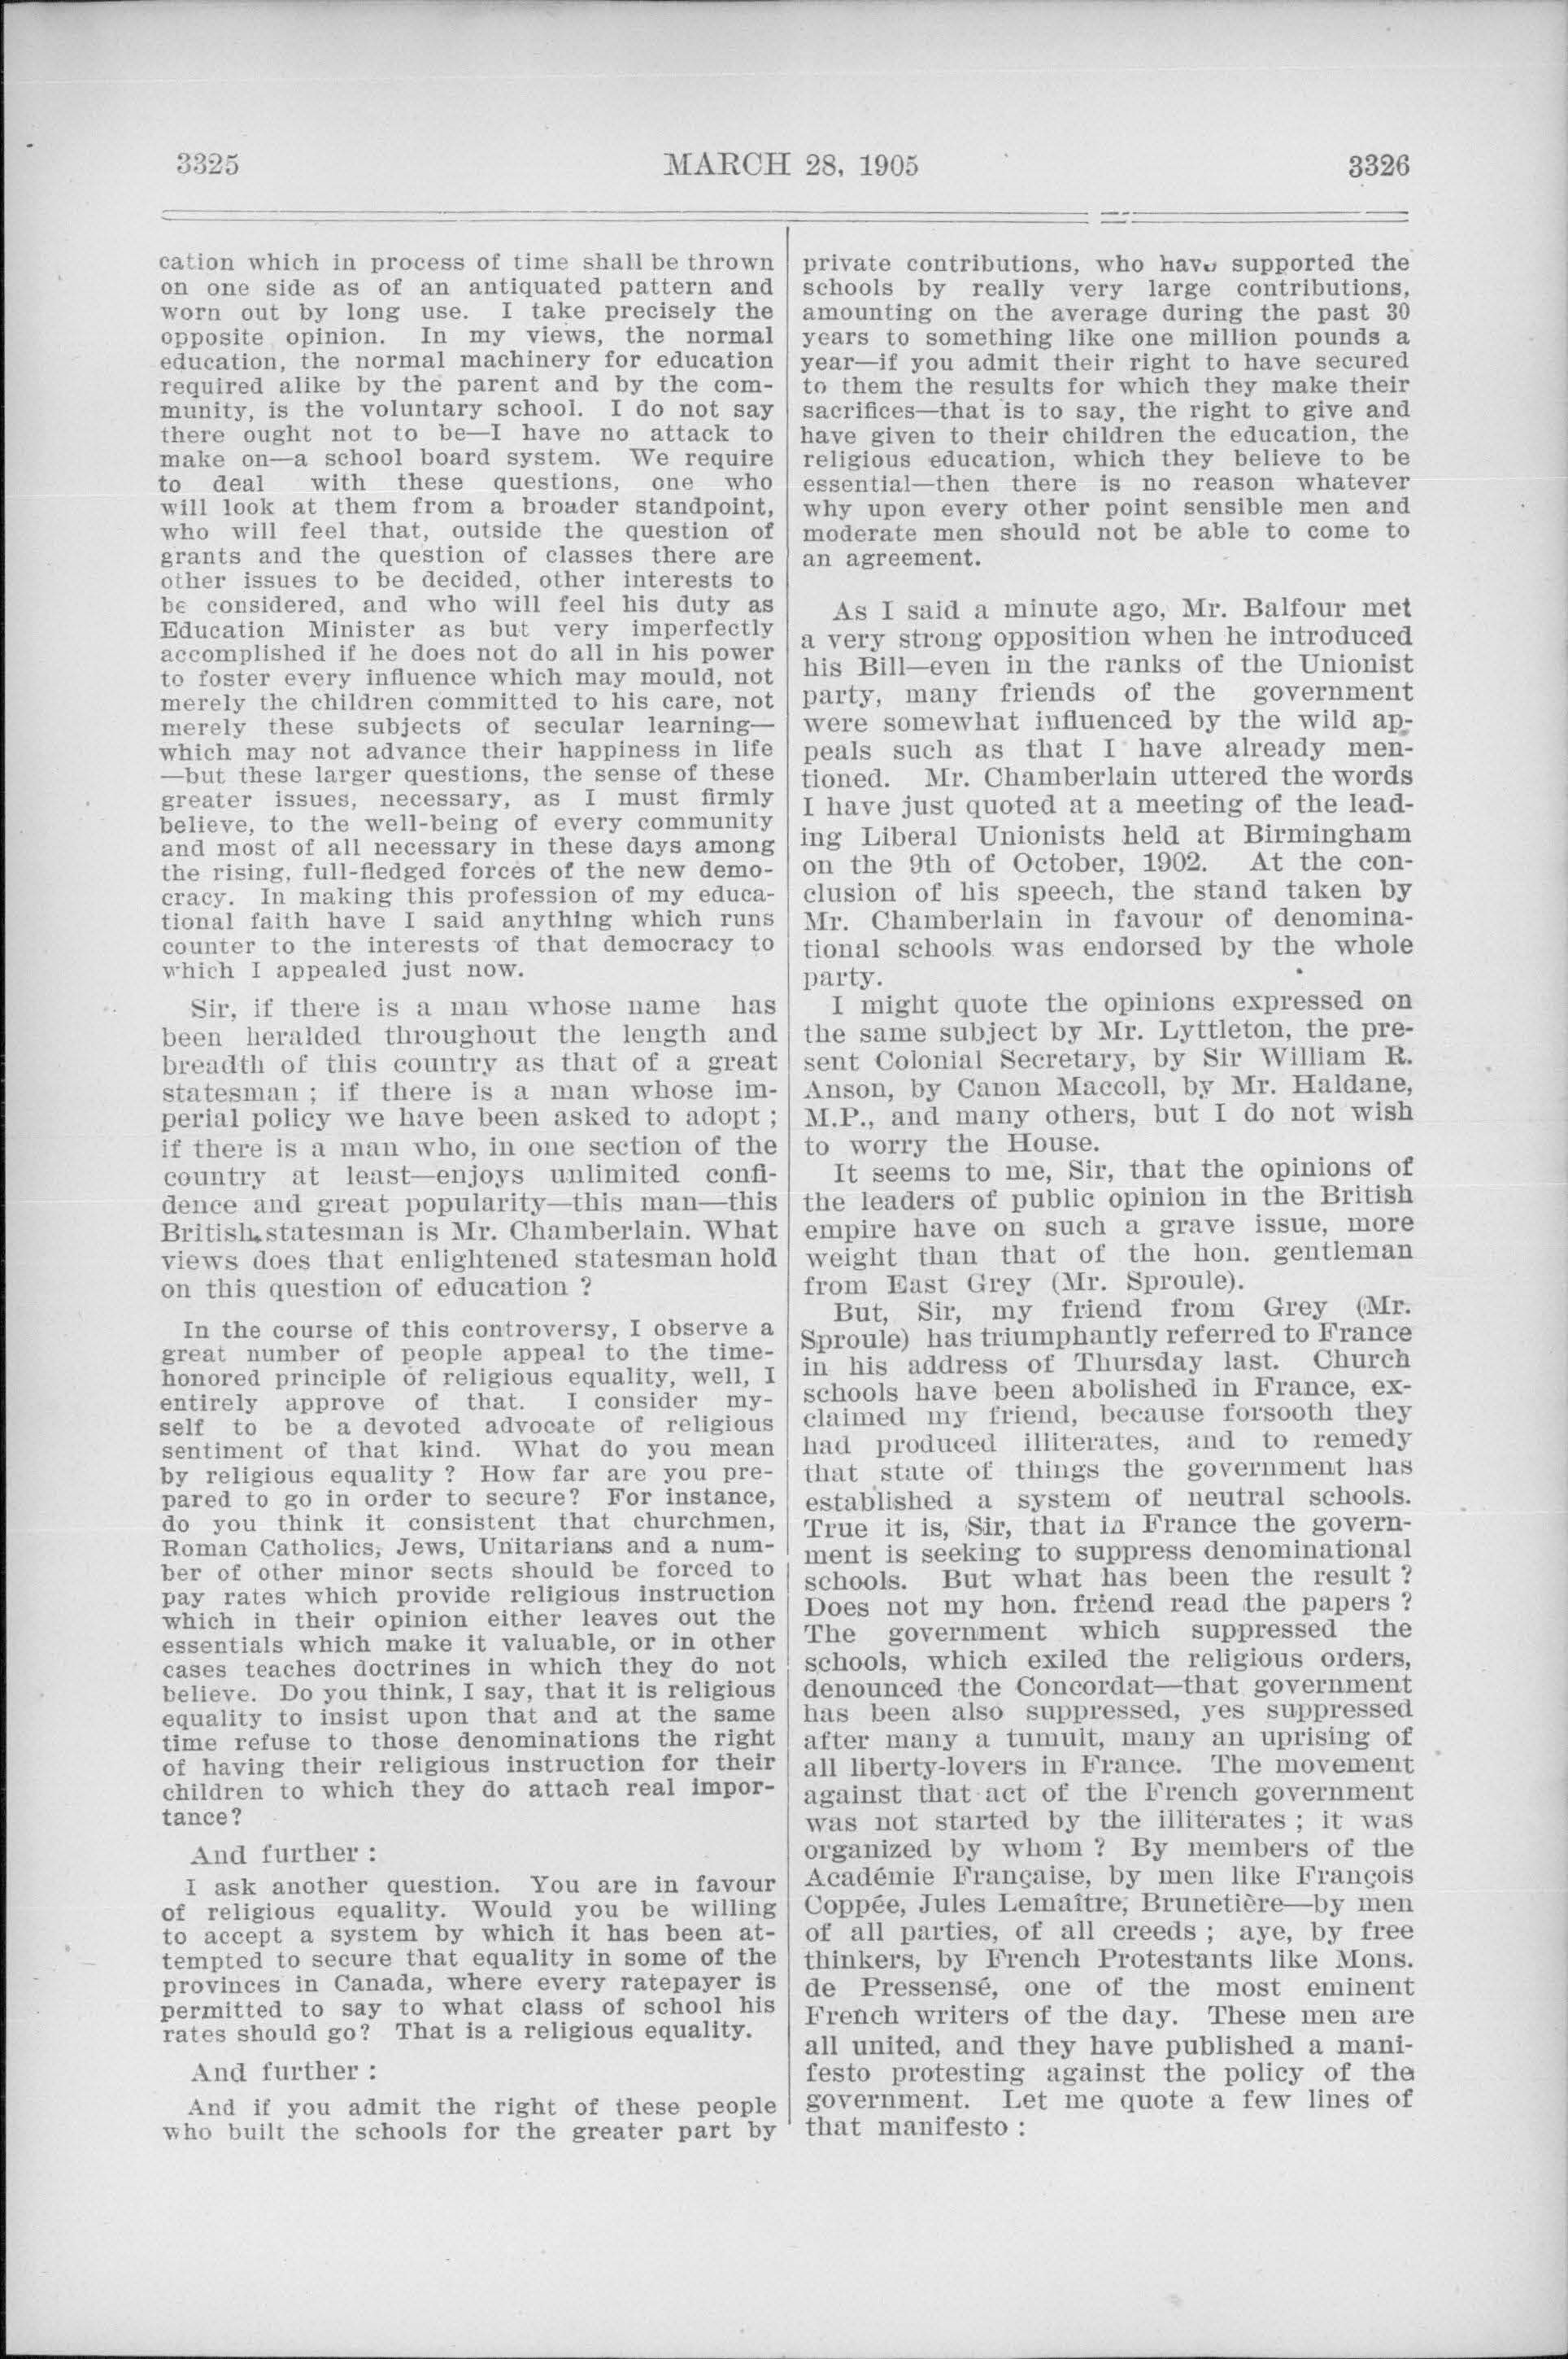 3325
MARCH 28, 1905
3326
cation which in process of time shall be thrown
on one side as of an antiquated pattern and
worn out by long use. I take precisely the
opposite opinion. In my views, the normal
education, the normal machinery for education
required alike by the parent and by the com-
munity, is the voluntary school. I do not say
there ought not to be—I have no attack to
make on—a school board system. We require
to deal with these questions, one who
will look at them from a broader standpoint,
who will feel that, outside the question of
grants and the question of classes there are
other issues to be decided, other interests to
be considered, and who will feel his duty as
Education Minister as but very imperfectly
accomplished if he does not do all in his power
to foster every influence which may mould, not
merely the children committed to his care, not
merely these subjects of secular learning—
which may not advance their happiness in life
—but these larger questions, the sense of these
greater issues, necessary, as I must firmly
believe, to the well-being of every community
and most of all necessary in these days among
the rising, full-fledged forces of the new demo-
cracy. In making this profession of my educa-
tional faith have I said anything which runs
counter to the interests of that democracy to
which I appealed just now.
Sir, if there is a man whose name has
been heralded throughout the length and
breadth of this country as that of a great
statesman ; if there is a man whose im-
perial policy we have been asked to adopt ;
if there is a man who, in one section of the
country at least—enjoys unlimited confi-
dence and great popularity—this man—this
British statesman is Mr. Chamberlain. What
views does that enlightened statesman hold
on this question of education ?
In the course of this controversy, I observe a
great number of people appeal to the time-
honored principle of religious equality, well, I
entirely approve of that. I consider my-
self to be a devoted advocate of religious
sentiment of that kind. What do you mean
by religious equality ? How far are you pre-
pared to go in order to secure? For instance,
do you think it consistent that churchmen,
Roman Catholics, Jews, Unitarians and a num-
ber of other minor sects should be forced to
pay rates which provide religious instruction
which in their opinion either leaves out the
essentials which make it valuable, or in other
cases teaches doctrines in which they do not
believe. Do you think, I say, that it is religious
equality to insist upon that and at the same
time refuse to those denominations the right
of having their religious instruction for their
children to which they do attach real impor-
tance?
And further :
I ask another question. You are in favour
of religious equality. Would you be willing
to accept a system by which it has been at-
tempted to secure that equality in some of the
provinces in Canada, where every ratepayer is
permitted to say to what class of school his
rates should go? That is a religious equality.
And further :
And if you admit the right of these people
who built the schools for the greater part by
private contributions, who have supported the
schools by really very large contributions,
amounting on the average during the past 30
years to something like one million pounds a
year—if you admit their right to have secured
to them the results for which they make their
sacrifices—that is to say, the right to give and
have given to their children the education, the
religious education, which they believe to be
essential—then there is no reason whatever
why upon every other point sensible men and
moderate men should not be able to come to
an agreement.
As I said a minute ago, Mr. Balfour met
a very strong opposition when he introduced
his Bill—even in the ranks of the Unionist
party, many friends of the government
were somewhat influenced by the wild ap-
peals such as that I have already men-
tioned. Mr. Chamberlain uttered the words
I have just quoted at a meeting of the lead-
ing Liberal Unionists held at Birmingham
on the 9th of October, 1902. At the con-
clusion of his speech, the stand taken by
Mr. Chamberlain in favour of denomina-
tional schools was endorsed by the whole
party.
I might quote the opinions expressed on
the same subject by Mr. Lyttleton, the pre-
sent Colonial Secretary, by Sir William R.
Anson, by Canon Maccoll, by Mr. Haldane,
M.P., and many others, but I do not wish
to worry the House.
It seems to me, Sir, that the opinions of
the leaders of public opinion in the British
empire have on such a grave issue, more
weight than that of the hon. gentleman
from East Grey (Mr. Sproule).
But, Sir, my friend from Grey (Mr.
Sproule) has triumphantly referred to France
in his address of Thursday last. Church
schools have been abolished in France, ex-
claimed my friend, because forsooth they
had produced illiterates, and to remedy
that state of things the government has
established a system of neutral schools.
True it is, Sir, that in France the govern-
ment is seeking to suppress denominational
schools. But what has been the result ?
Does not my hon. friend read the papers ?
The government which suppressed the
schools, which exiled the religious orders,
denounced the Concordat—that government
has been also suppressed, yes suppressed
after many a tumult, many an uprising of
all liberty-lovers in France. The movement
against that act of the French government
was not started by the illiterates ; it was
organized by whom ? By members of the
Académie Française, by men like François
Coppée, Jules Lemaître, Brunetière—by men
of all parties, of all creeds ; aye, by free
thinkers, by French Protestants like Mons.
de Pressensé, one of the most eminent
French writers of the day. These men are
all united, and they have published a mani-
festo protesting against the policy of the
government. Let me quote a few lines of
that manifesto :